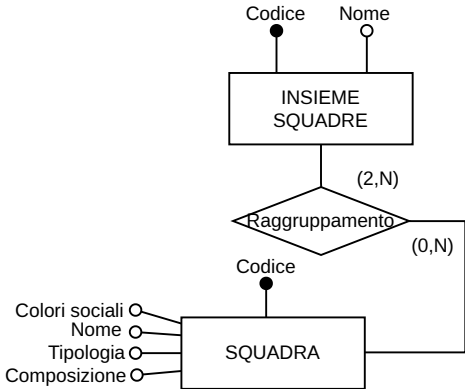 Codice
Nome
INSIEME
SQUADRE
(2,N)
Raggruppamento
(0,N)
Codice
Colori sociali
Nome
Tipologia
Composizione
SQUADRA